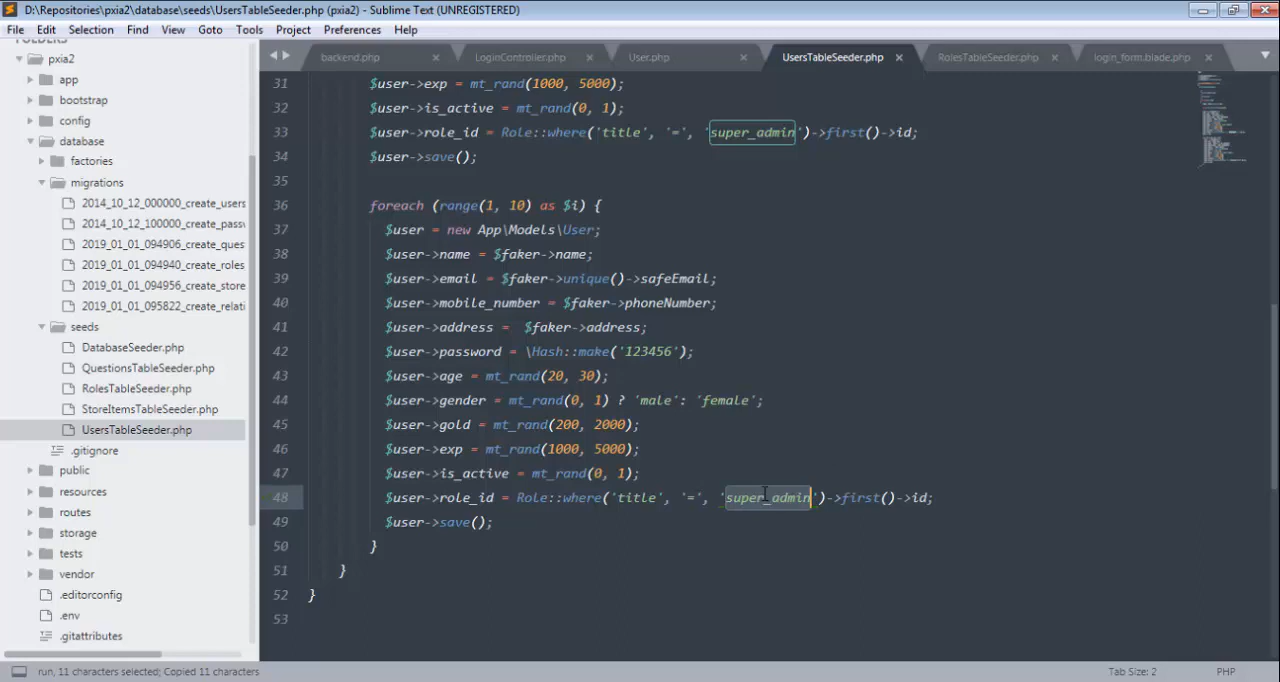 D:\Repositories\pxia2\database\seeds\UsersTableSeeder.php (pxia2) - Sublime Text (UNREGISTERED)
File Edit Selection Find View Goto Tools Project Preferences Help
FOLDERS
pxia2
app
bootstrap
config
database
factories
migrations
2014_10_12_000000_create_users
2014_10_12_100000_create_pass
2019_01_01_094906_create_ques
2019_01_01_094940_create_roles
2019_01_01_094956_create_store
2019_01_01_095822_create_relati
seeds
DatabaseSeeder.php
QuestionsTableSeeder.php
RolesTableSeeder.php
StoreItemsTableSeeder.php
UsersTableSeeder.php
.gitignore
public
resources
routes
storage
tests
vendor
.editorconfig
.env
.gitattributes
backend.php LoginController.php User.php UsersTableSeeder.php RolesTableSeeder.php login_form.blade.php
31 $user->exp = mt_rand(1000, 5000);
32 $user->is_active = mt_rand(0, 1);
33 $user->role_id = Role::where('title', '=', 'super_admin')->first()->id;
34 $user->save();
35
36 foreach (range(1, 10) as $i) {
37 $user = new App\Models\User;
38 $user->name = $faker->name;
39 $user->email = $faker->unique()->safeEmail;
40 $user->mobile_number = $faker->phoneNumber;
41 $user->address =  $faker->address;
42 $user->password = \Hash::make('123456');
43 $user->age = mt_rand(20, 30);
44 $user->gender = mt_rand(0, 1) ? 'male': 'female';
45 $user->gold = mt_rand(200, 2000);
46 $user->exp = mt_rand(1000, 5000);
47 $user->is_active = mt_rand(0, 1);
48 $user->role_id = Role::where('title', '=', 'super_admin')->first()->id;
49 $user->save();
50 }
51 }
52 }
53
run, 11 characters selected; Copied 11 characters Tab Size: 2 PHP